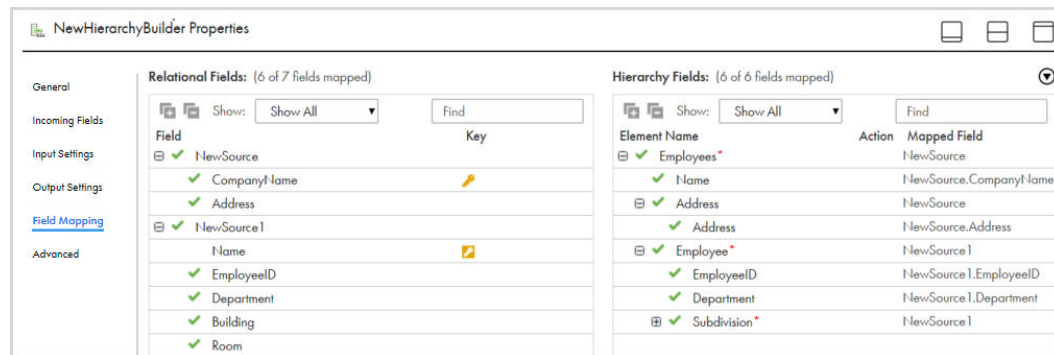 NewHierarchyBuilder Properties
General
Incoming Fields
Input Settings
Output Settings
Field Mapping
Advanced
Relational Fields: (6 of 7 fields mapped)
Show: Show All Find
Field Key
NewSource
CompanyName
Address
NewSource1
Name
EmployeeID
Department
Building
Room
Hierarchy Fields: (6 of 6 fields mapped)
Show: Show All Find
Element Name Action Mapped Field
Employees* NewSource
Name NewSource.CompanyName
Address NewSource
Address NewSource.Address
Employee* NewSource1
EmployeeID NewSource1.EmployeeID
Department NewSource1.Department
Subdivision* NewSource1